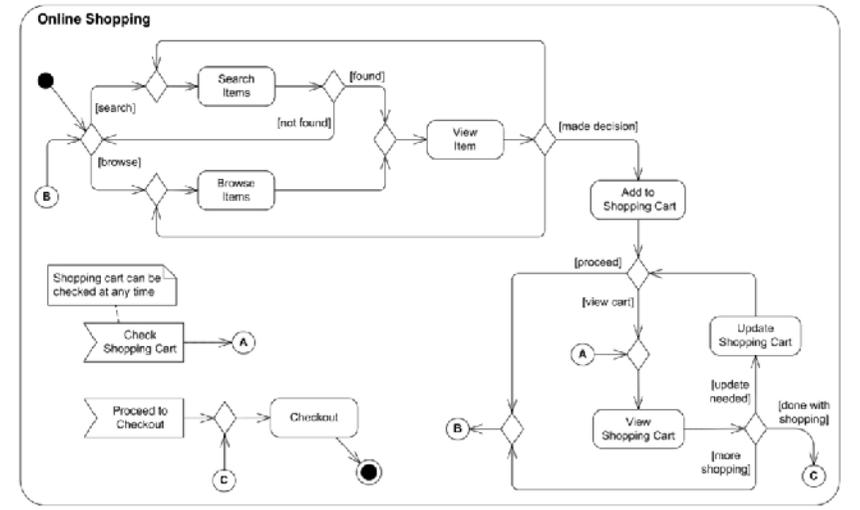 Online Shopping
Search
Items
[found]
[search]
[not found]
View
Item
[made decision]
[browse]
B
Browse
Items
Add to
Shopping Cart
Shopping cart can be
checked at any time
[proceed]
[view cart]
Check
Shopping Cart
A
A
Update
Shopping Cart
[update
needed]
[done with
shopping]
Proceed to
Checkout
Checkout
B
View
Shopping Cart
[more
shopping]
C
C